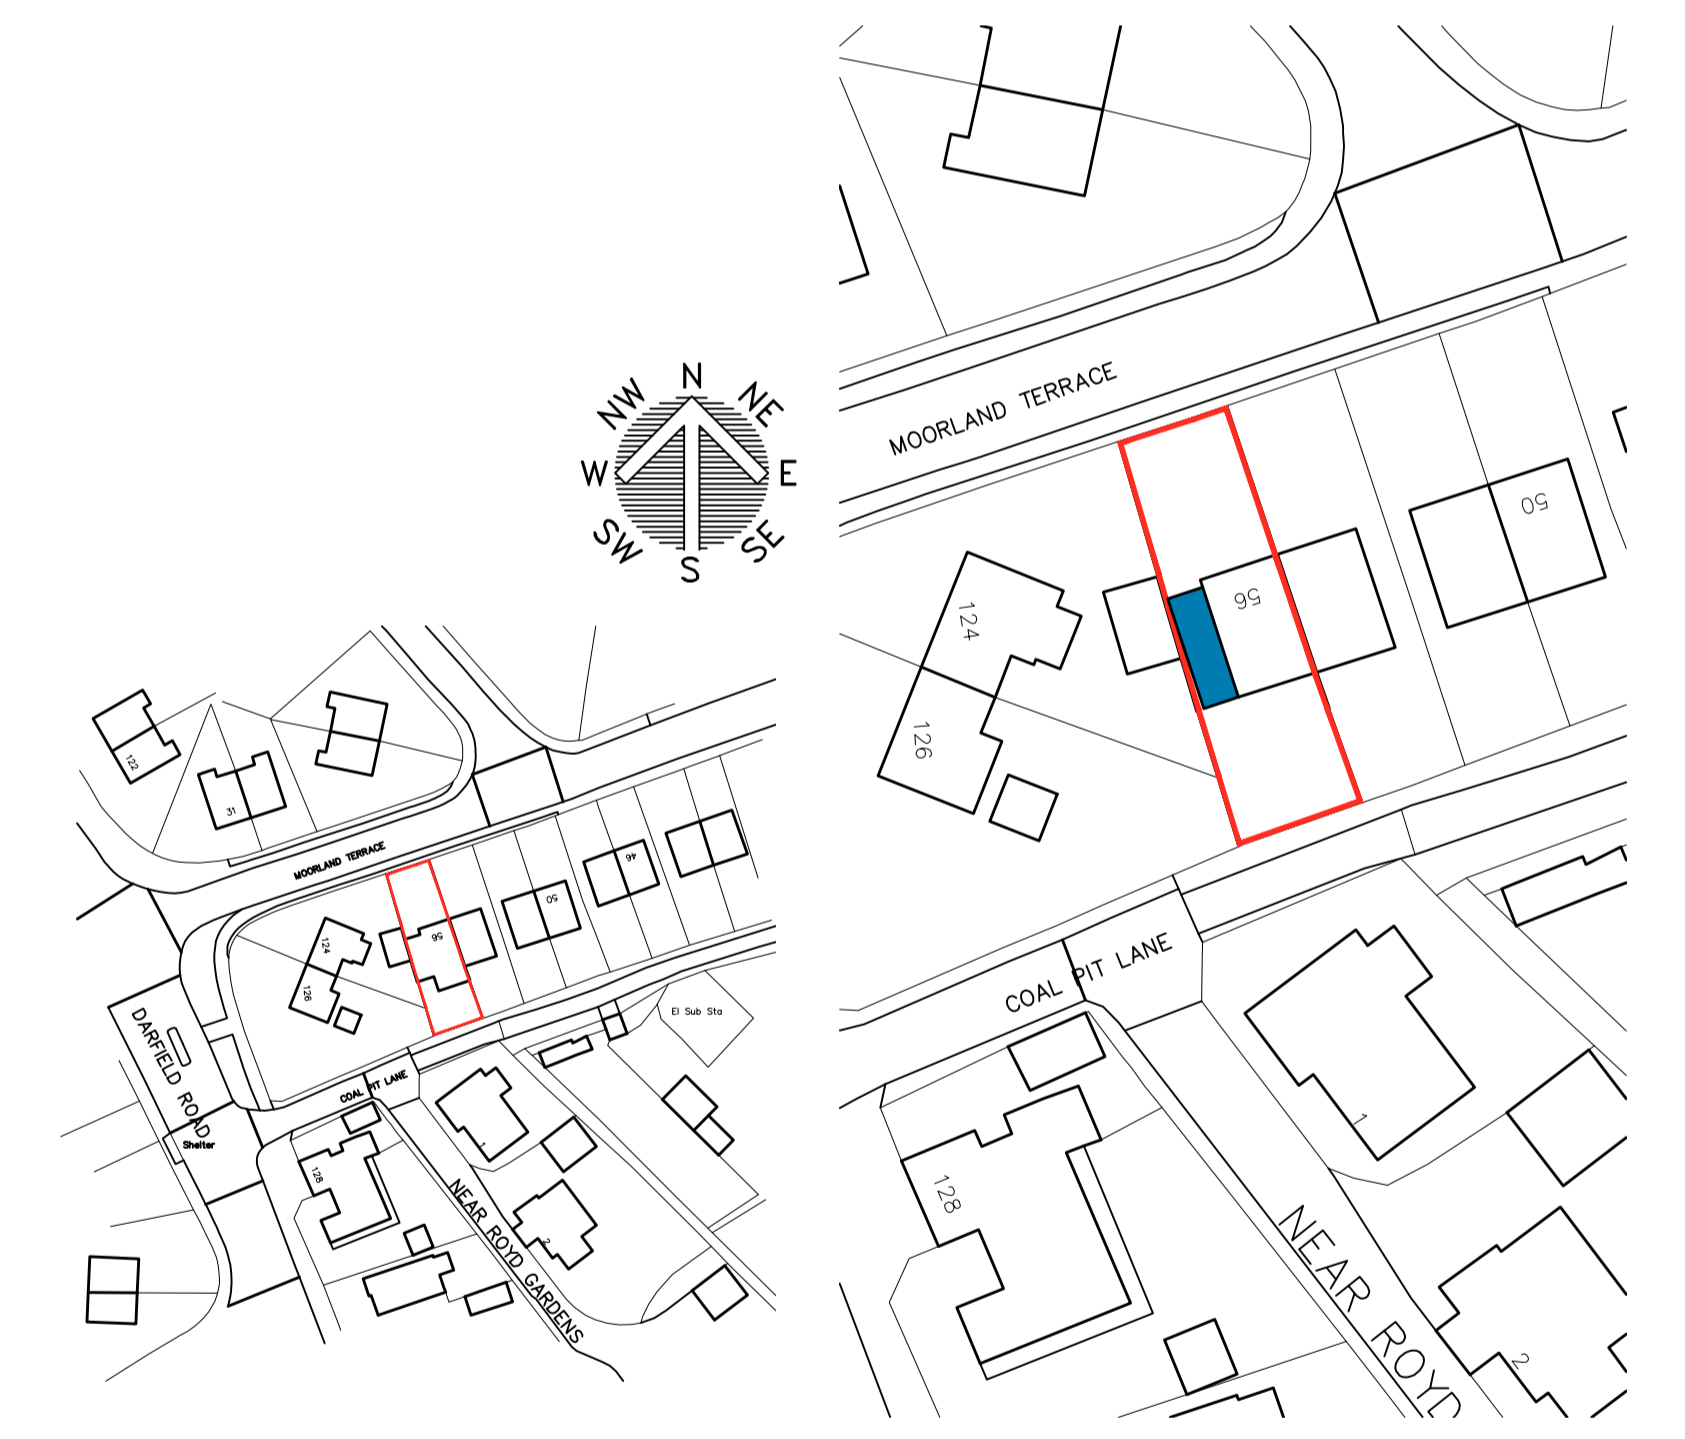 N
NW
NE
W
E
SW
SE
S
122
31
MOORLAND TERRACE
46
50
56
124
126
El Sub Sta
DARFIELD ROAD
Shelter
COAL PIT LANE
128
1
2
NEAR ROYD GARDENS
MOORLAND TERRACE
50
56
124
126
COAL PIT LANE
128
1
NEAR ROYD
2